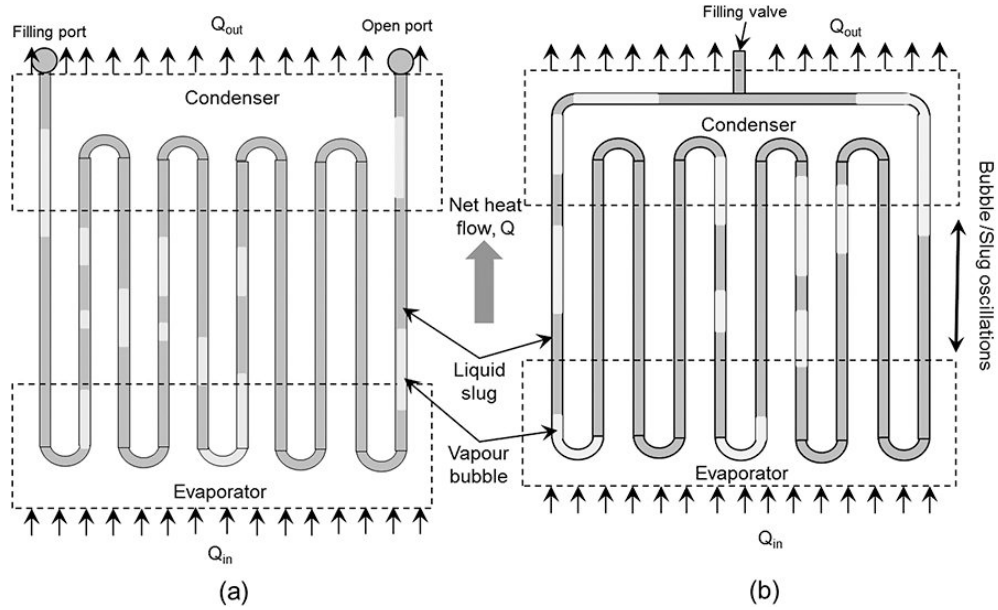 Filling port
Q_out
Open port
Condenser
Evaporator
Q_in
(a)
Net heat
flow, Q
Liquid
slug
Vapour
bubble
Filling valve
Q_out
Condenser
Evaporator
Q_in
(b)
Bubble /Slug oscillations